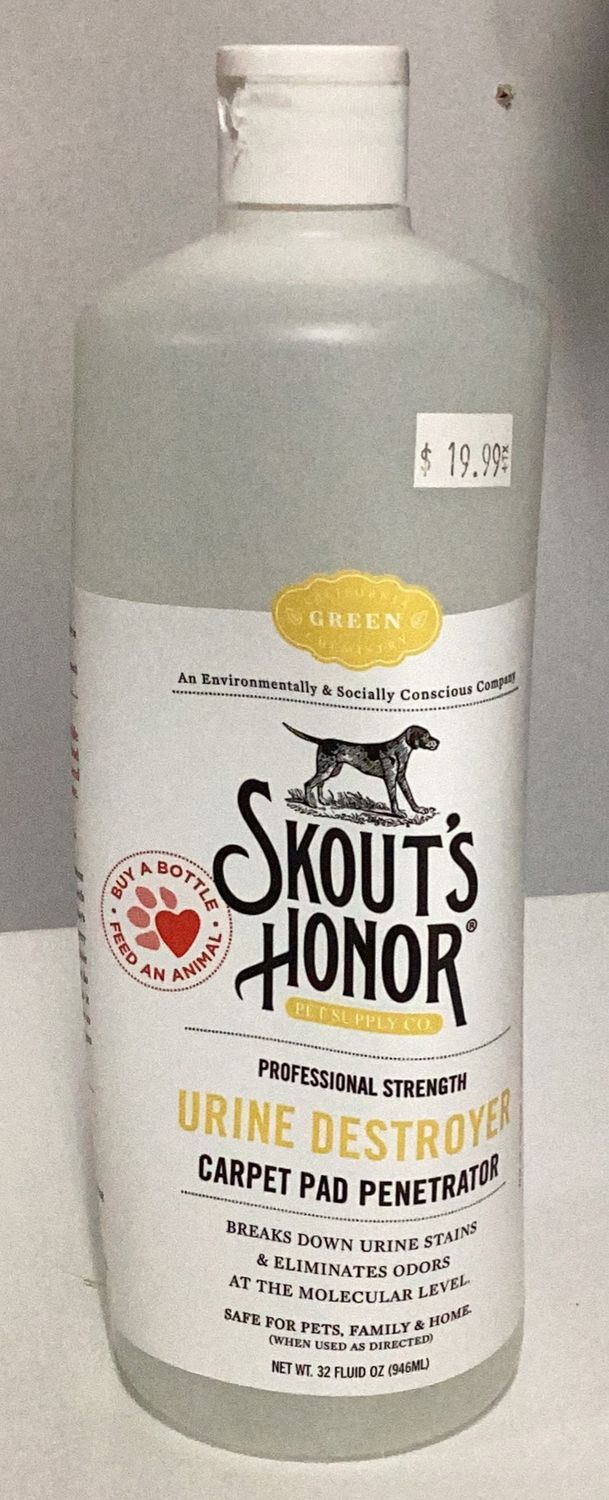 $ 19.99
CALIFORNIA
GREEN
CHEMISTRY
An Environmentally & Socially Conscious Company
SKOUT'S
HONOR®
PET SUPPLY CO.
BUY A BOTTLE
FEED AN ANIMAL
PROFESSIONAL STRENGTH
URINE DESTROYER
CARPET PAD PENETRATOR
BREAKS DOWN URINE STAINS
& ELIMINATES ODORS
AT THE MOLECULAR LEVEL.
SAFE FOR PETS, FAMILY & HOME.
(WHEN USED AS DIRECTED)
NET WT. 32 FLUID OZ (946ML)